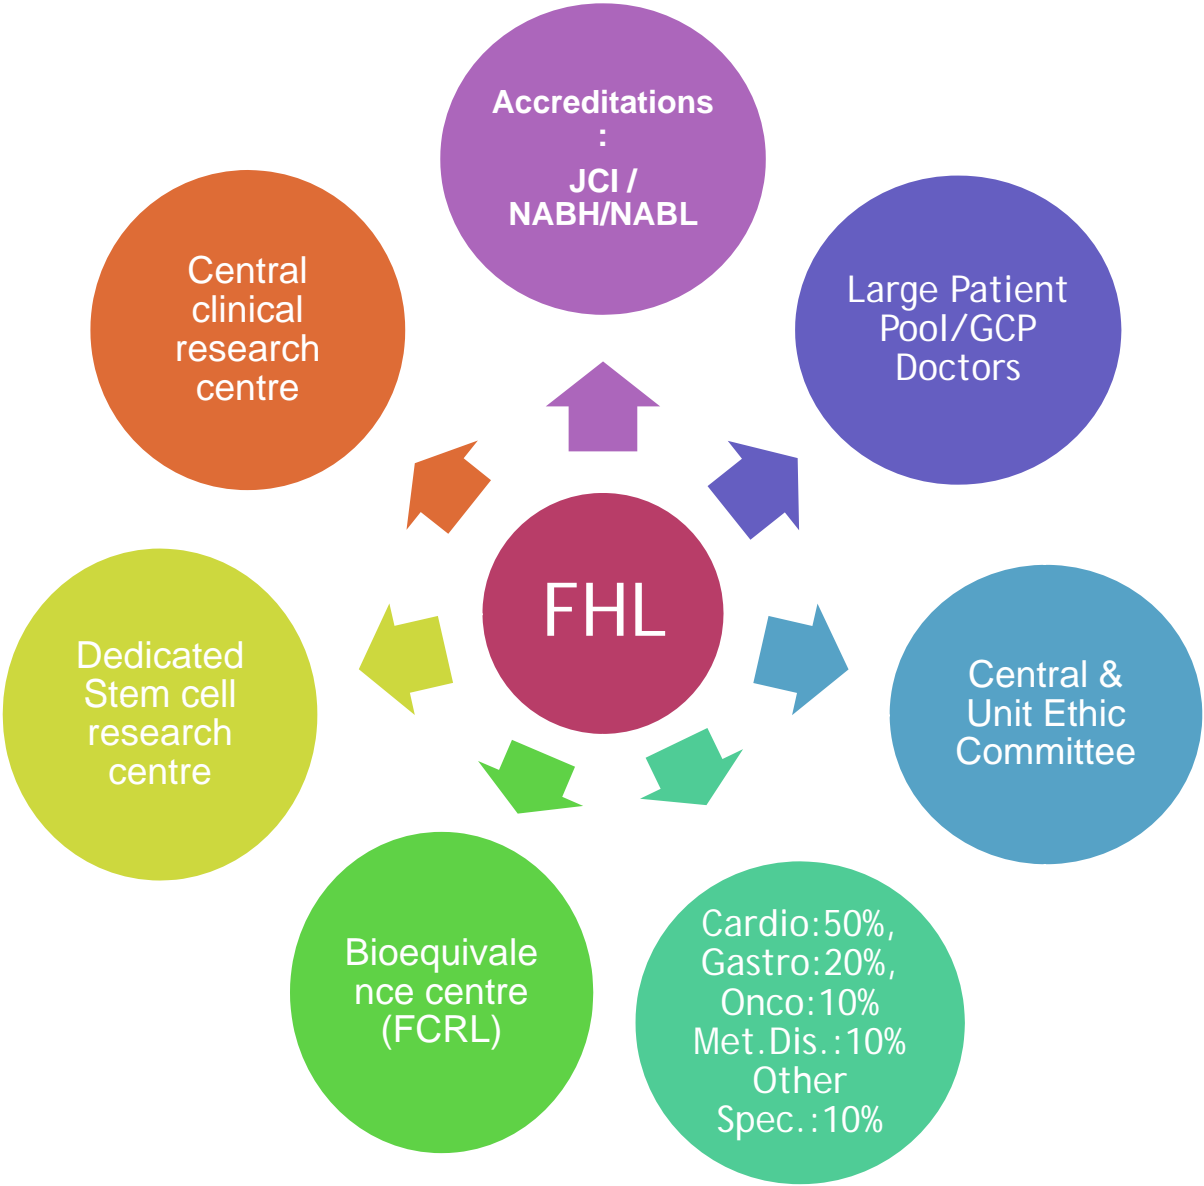 Accreditations
:
JCI /
NABH/NABL
Large Patient
Pool/GCP
Doctors
Central &
Unit Ethic
Committee
Cardio:50%,
Gastro:20%,
Onco:10%
Met.Dis.:10%
Other
Spec.:10%
Bioequivale
nce centre
(FCRL)
Dedicated
Stem cell
research
centre
Central
clinical
research
centre
FHL